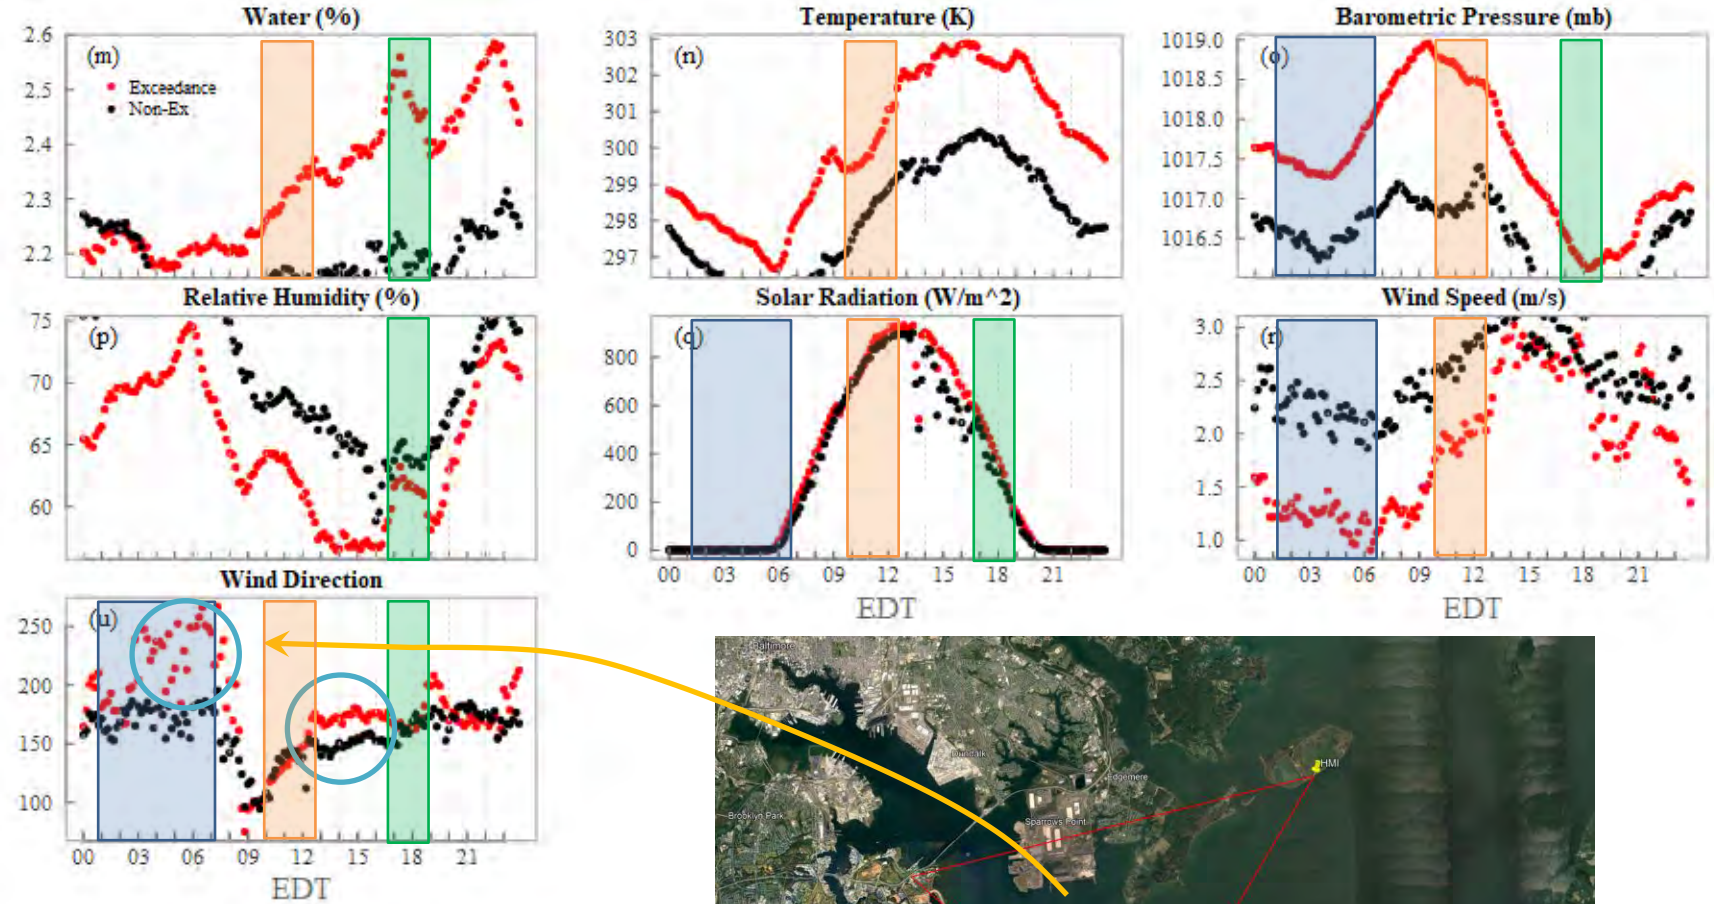 Water (%)
Temperature (K)
Barometric Pressure (mb)
2.6
2.5
2.4
2.3
2.2
(m)
Exceedance
Non-Ex
303
302
301
300
299
298
297
(n)
1019.0
1018.5
1018.0
1017.5
1017.0
1016.5
(o)
Relative Humidity (%)
Solar Radiation (W/m^2)
Wind Speed (m/s)
75
70
65
60
(p)
800
600
400
200
0
(q)
00 03 06 09 12 15 18 21
EDT
3.0
2.5
2.0
1.5
1.0
(r)
00 03 06 09 12 15 18 21
EDT
Wind Direction
250
200
150
100
(u)
00 03 06 09 12 15 18 21
EDT
Baltimore
Dundalk
HMI
Edgemere
Brooklyn Park
Sparrows Point